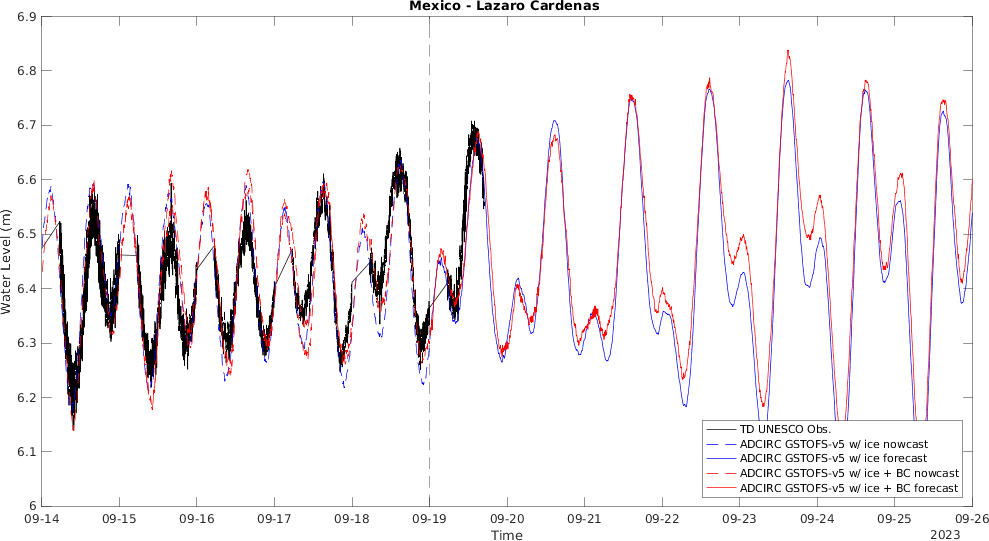 Mexico - Lazaro Cardenas
6.9
6.8
6.7
6.6
6.5
6.4
6.3
6.2
6.1
6
Water Level (m)
TD UNESCO Obs.
ADCIRC GSTOFS-v5 w/ ice nowcast
ADCIRC GSTOFS-v5 w/ ice forecast
ADCIRC GSTOFS-v5 w/ ice + BC nowcast
ADCIRC GSTOFS-v5 w/ ice + BC forecast
09-14 09-15 09-16 09-17 09-18 09-19 09-20 09-21 09-22 09-23 09-24 09-25 09-26
Time
2023